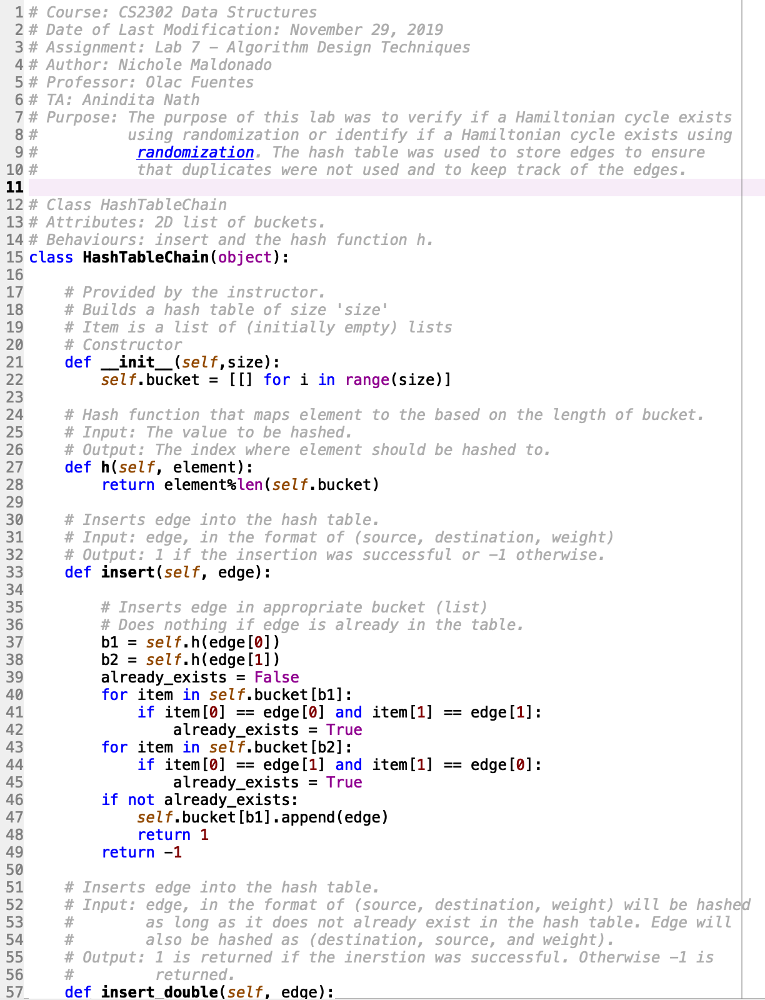 1 # Course: CS2302 Data Structures
2 # Date of Last Modification: November 29, 2019
3 # Assignment: Lab 7 – Algorithm Design Techniques
4 # Author: Nichole Maldonado
5 # Professor: Olac Fuentes
6 # TA: Anindita Nath
7 # Purpose: The purpose of this lab was to verify if a Hamiltonian cycle exists
8 #          using randomization or identify if a Hamiltonian cycle exists using
9 #           randomization. The hash table was used to store edges to ensure
10 #           that duplicates were not used and to keep track of the edges.
11
12 # Class HashTableChain
13 # Attributes: 2D list of buckets.
14 # Behaviours: insert and the hash function h.
15 class HashTableChain(object):
16
17     # Provided by the instructor.
18     # Builds a hash table of size 'size'
19     # Item is a list of (initially empty) lists
20     # Constructor
21     def __init__(self,size):
22         self.bucket = [[] for i in range(size)]
23
24     # Hash function that maps element to the based on the length of bucket.
25     # Input: The value to be hashed.
26     # Output: The index where element should be hashed to.
27     def h(self, element):
28         return element%len(self.bucket)
29
30     # Inserts edge into the hash table.
31     # Input: edge, in the format of (source, destination, weight)
32     # Output: 1 if the insertion was successful or -1 otherwise.
33     def insert(self, edge):
34
35         # Inserts edge in appropriate bucket (list)
36         # Does nothing if edge is already in the table.
37         b1 = self.h(edge[0])
38         b2 = self.h(edge[1])
39         already_exists = False
40         for item in self.bucket[b1]:
41             if item[0] == edge[0] and item[1] == edge[1]:
42                 already_exists = True
43         for item in self.bucket[b2]:
44             if item[0] == edge[1] and item[1] == edge[0]:
45                 already_exists = True
46         if not already_exists:
47             self.bucket[b1].append(edge)
48             return 1
49         return -1
50
51     # Inserts edge into the hash table.
52     # Input: edge, in the format of (source, destination, weight) will be hashed
53     #        as long as it does not already exist in the hash table. Edge will
54     #        also be hashed as (destination, source, and weight).
55     # Output: 1 is returned if the inerstion was successful. Otherwise -1 is
56     #         returned.
57     def insert_double(self, edge):